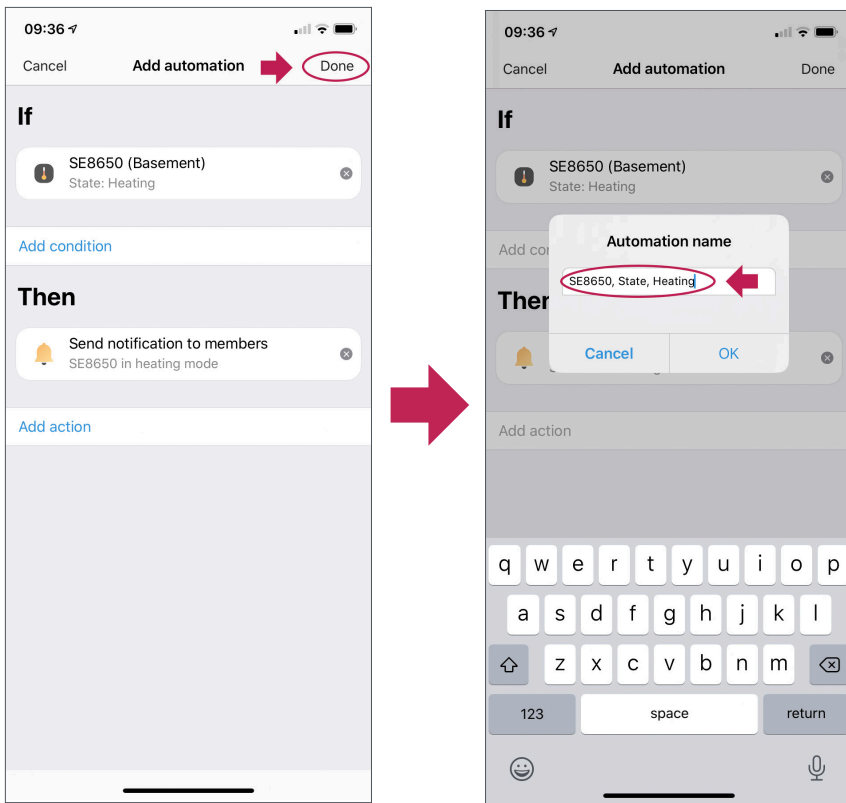 09:36
Cancel Add automation Done
If
SE8650 (Basement)
State: Heating
Add condition
Then
Send notification to members
SE8650 in heating mode
Add action
09:36
Cancel Add automation Done
If
SE8650 (Basement)
State: Heating
Add co
Automation name
SE8650, State, Heating
Cancel OK
The
Add action
q w e r t y u i o p
a s d f g h j k l
z x c v b n m
123 space return